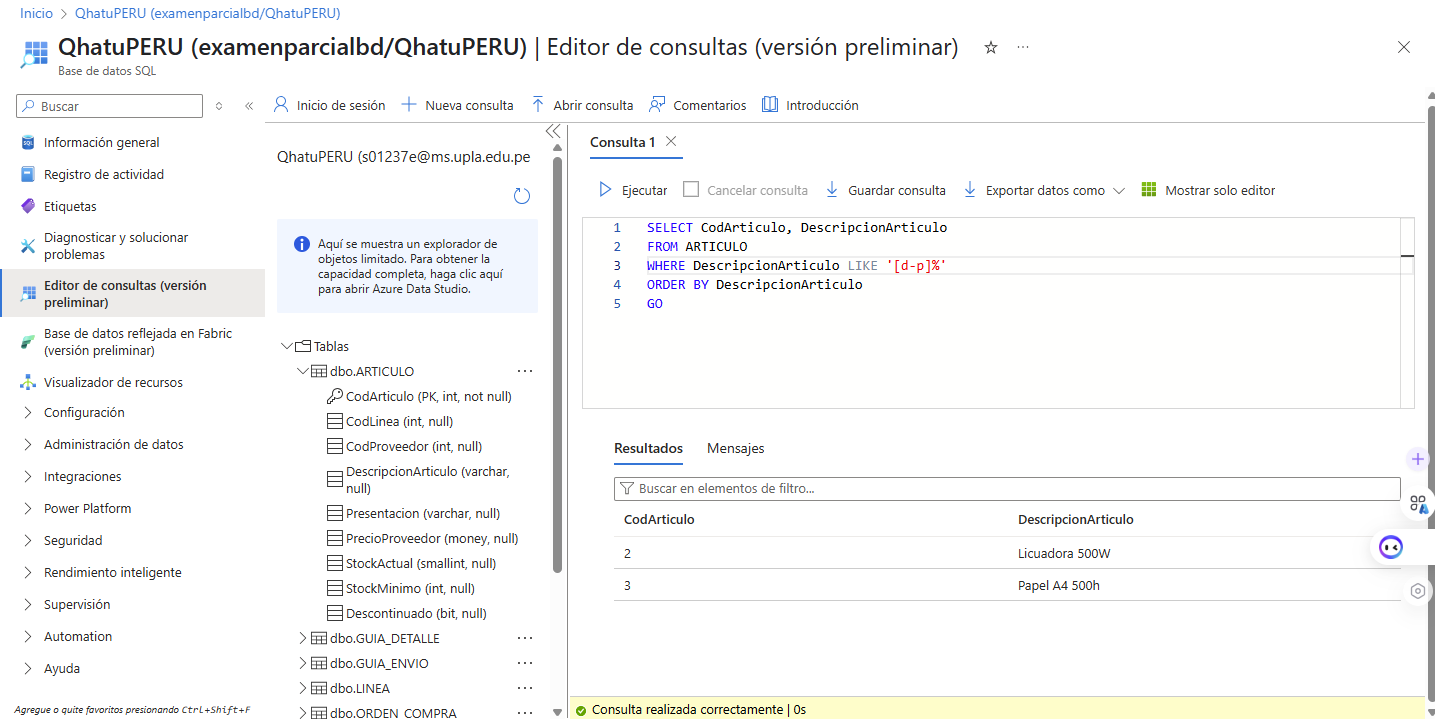 Inicio > QhatuPERU (examenparcialbd/QhatuPERU)
QhatuPERU (examenparcialbd/QhatuPERU) | Editor de consultas (versión preliminar)
Base de datos SQL
Buscar
Información general
Registro de actividad
Etiquetas
Diagnosticar y solucionar
problemas
Editor de consultas (versión
preliminar)
Base de datos reflejada en Fabric
(versión preliminar)
Visualizador de recursos
Configuración
Administración de datos
Integraciones
Power Platform
Seguridad
Rendimiento inteligente
Supervisión
Automation
Ayuda
Agregue o quite favoritos presionando Ctrl+Shift+F
Inicio de sesión
Nueva consulta
Abrir consulta
Comentarios
Introducción
QhatuPERU (s01237e@ms.upla.edu.pe
Aquí se muestra un explorador de
objetos limitado. Para obtener la
capacidad completa, haga clic aquí
para abrir Azure Data Studio.
Tablas
dbo.ARTICULO
CodArticulo (PK, int, not null)
CodLinea (int, null)
CodProveedor (int, null)
DescripcionArticulo (varchar,
null)
Presentacion (varchar, null)
PrecioProveedor (money, null)
StockActual (smallint, null)
StockMinimo (int, null)
Descontinuado (bit, null)
dbo.GUIA_DETALLE
dbo.GUIA_ENVIO
dbo.LINEA
dbo.ORDEN_COMPRA
Consulta 1
Ejecutar
Cancelar consulta
Guardar consulta
Exportar datos como
Mostrar solo editor
1 SELECT CodArticulo, DescripcionArticulo
2 FROM ARTICULO
3 WHERE DescripcionArticulo LIKE '[d-p]%'
4 ORDER BY DescripcionArticulo
5 GO
Resultados
Mensajes
Buscar en elementos de filtro...
CodArticulo DescripcionArticulo
2 Licuadora 500W
3 Papel A4 500h
Consulta realizada correctamente | 0s